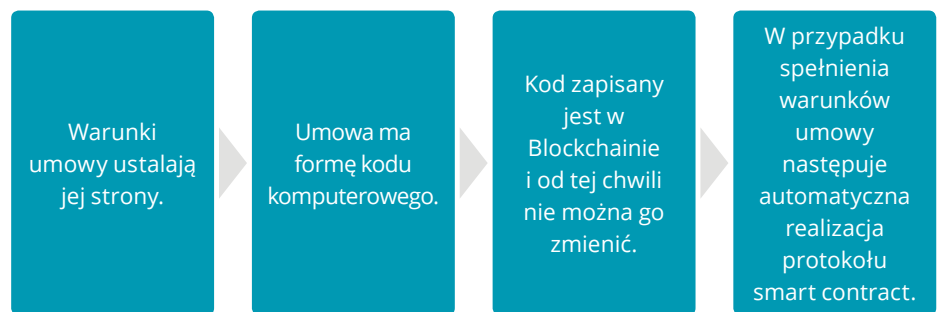 Warunki
umowy ustalają
jej strony.
Umowa ma
formę kodu
komputerowego.
Kod zapisany
jest w
Blockchainie
i od tej chwili
nie można go
zmienić.
W przypadku
spełnienia
warunków
umowy
następuje
automatyczna
realizacja
protokołu
smart contract.